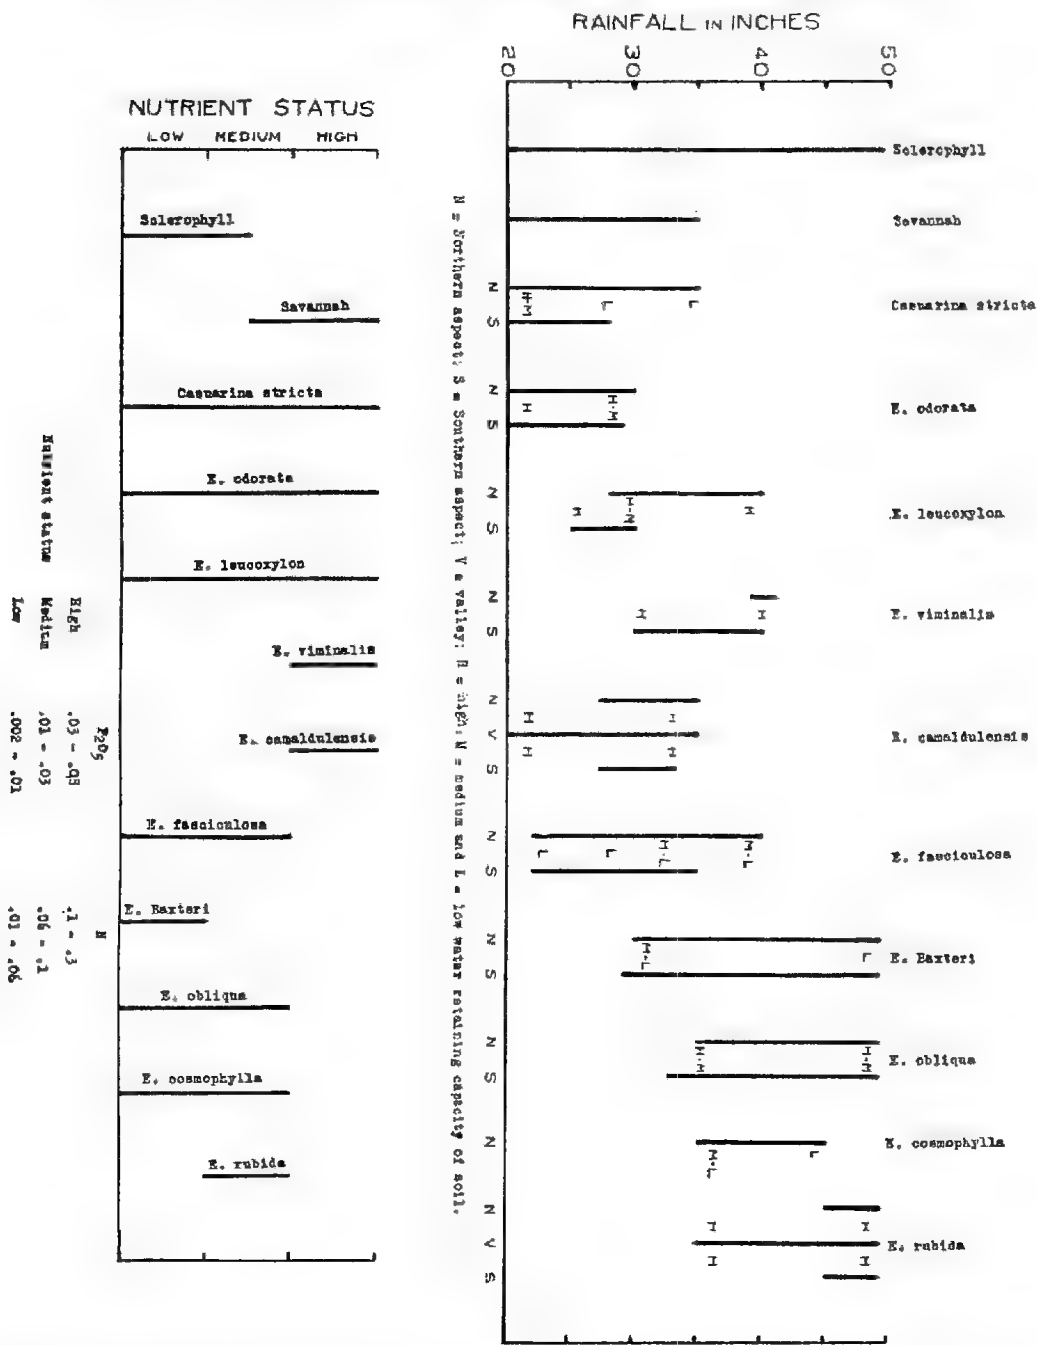 RAINFALL IN INCHES
20 30 40 50
Sclerophyll
Savannah
N
H-M L L
S
Casuarina stricta
N
H H-M
S
E. odorata
N
H H-M H
S
E. leucoxylon
N
H H
S
E. viminalis
N
H H
V
H H
S
E. camaldulensis
N
L L M-L M-L
S
E. fasciculosa
N
M-L L
S
E. Baxteri
N
H-M H-M
S
E. obliqua
N
M-L L
E. cosmophylla
N
H H
V
H H
S
E. rubida
N = Northern aspect; S = Southern aspect; V = valley; H = high, M = medium and L = low water retaining capacity of soil.
NUTRIENT STATUS
LOW MEDIUM HIGH
Sclerophyll
Savannah
Casuarina stricta
E. odorata
E. leucoxylon
E. viminalis
E. camaldulensis
E. fasciculosa
E. Baxteri
E. obliqua
E. cosmophylla
E. rubida
P2O5 N
High .1 - .3
Nutrient status Medium .01 - .03 .06 - .1
Low .002 - .01 .01 - .06